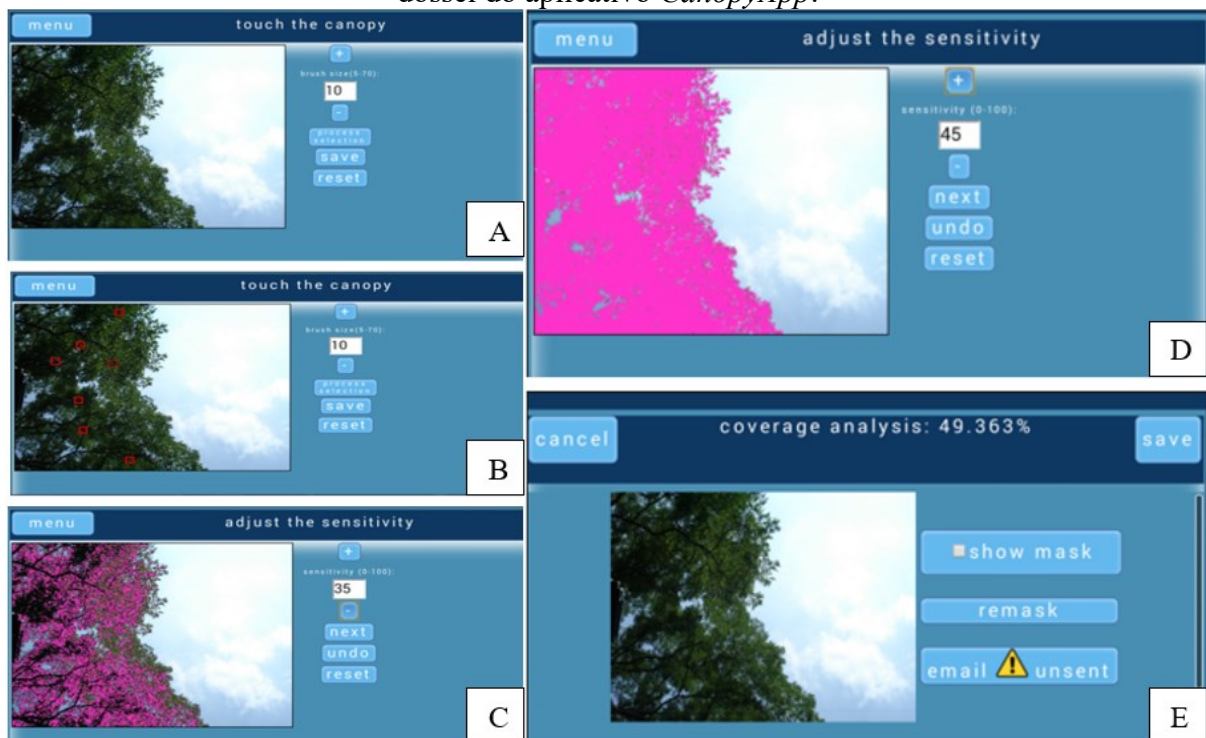 dossel do aplicativo CanopyApp.
menu
touch the canopy
+
brush size(5-70):
10
-
process
selection
save
reset
A
menu
touch the canopy
+
brush size(5-70):
10
-
process
selection
save
reset
B
menu
adjust the sensitivity
+
sensitivity (0-100):
35
-
next
undo
reset
C
menu
adjust the sensitivity
+
sensitivity (0-100):
45
-
next
undo
reset
D
cancel
coverage analysis: 49.363%
save
show mask
remask
email unsent
E